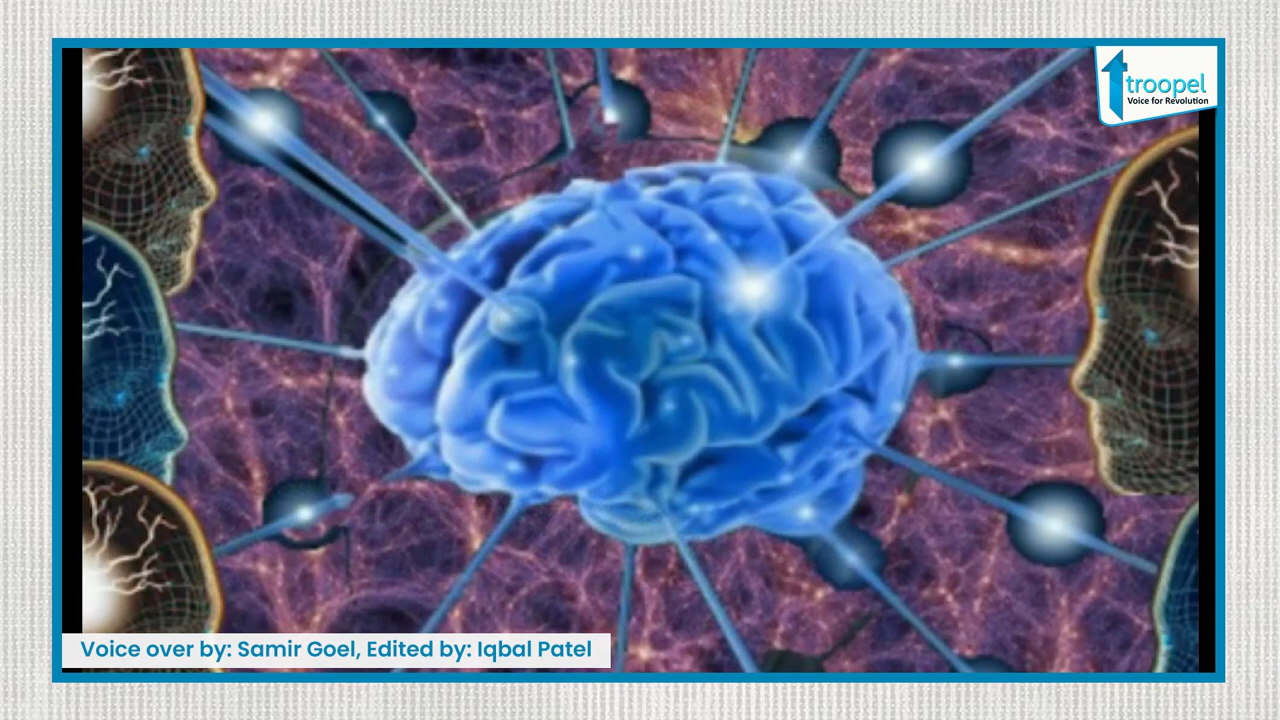 troopel
Voice for Revolution
Voice over by: Samir Goel, Edited by: Iqbal Patel